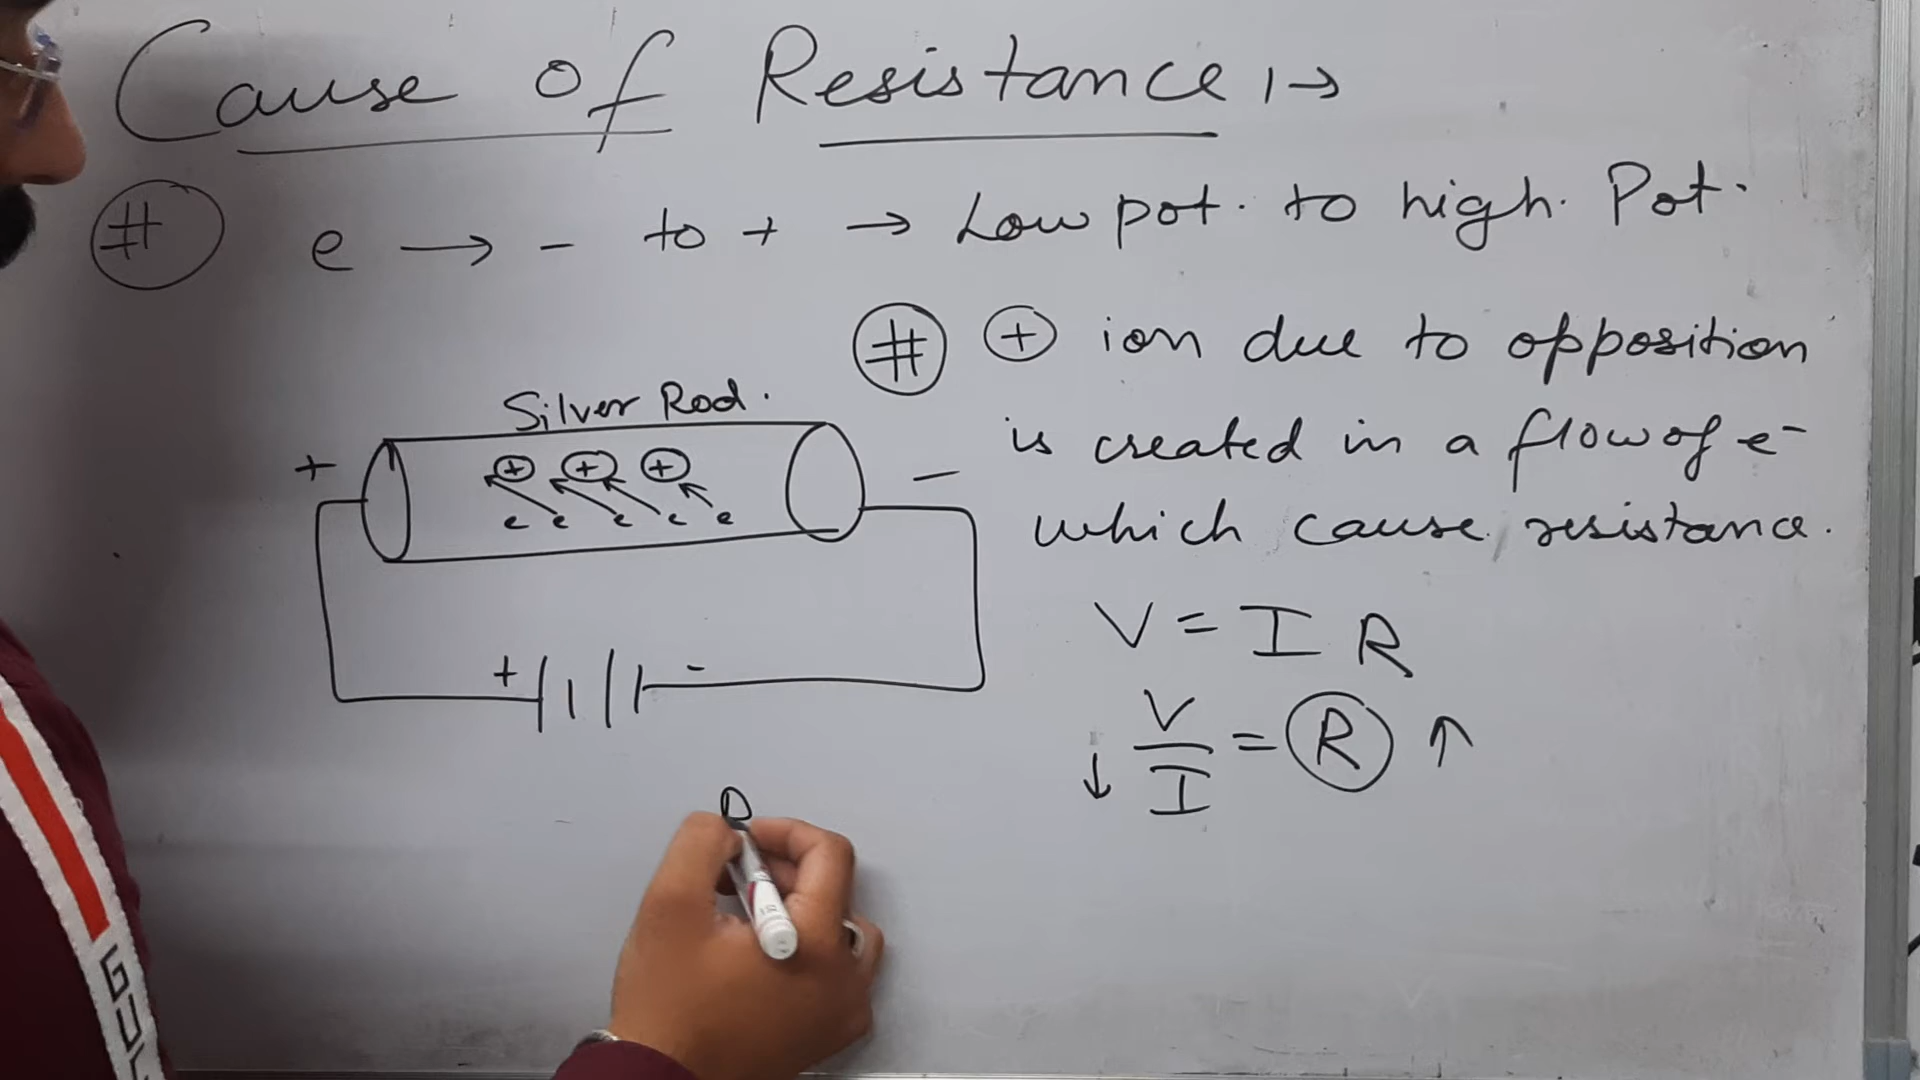 Cause of Resistance :→
# e → - to + → Low pot. to high. Pot.
# + ion due to opposition
is created in a flow of e⁻
which cause, resistance.
Silver Rod.
+ + + + -
e e e e e
+ -
V = I R
↓ V/I = R ↑